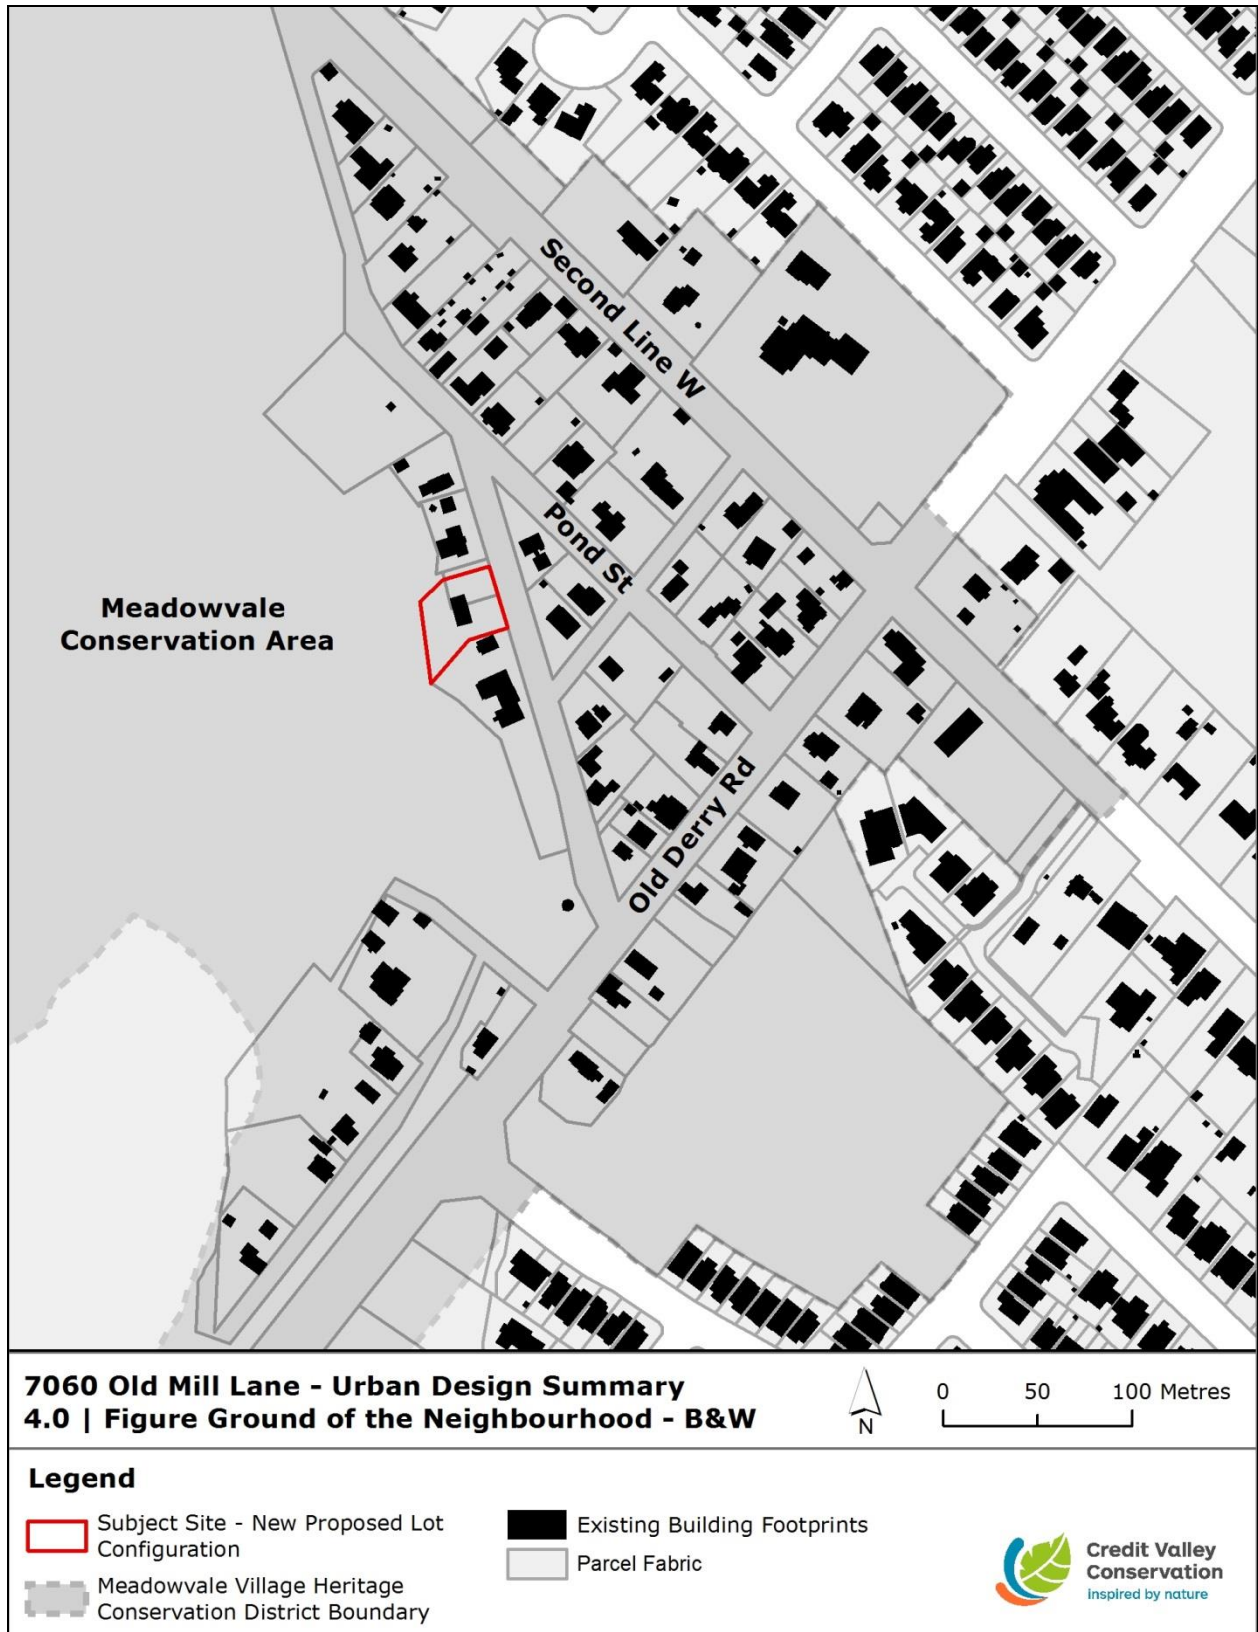 Second Line W
Pond St
Meadowvale
Conservation Area
Old Derry Rd
7060 Old Mill Lane - Urban Design Summary
4.0 | Figure Ground of the Neighbourhood - B&W
N
0 50 100 Metres
Legend
Subject Site - New Proposed Lot
Configuration
Meadowvale Village Heritage
Conservation District Boundary
Existing Building Footprints
Parcel Fabric
Credit Valley
Conservation
inspired by nature